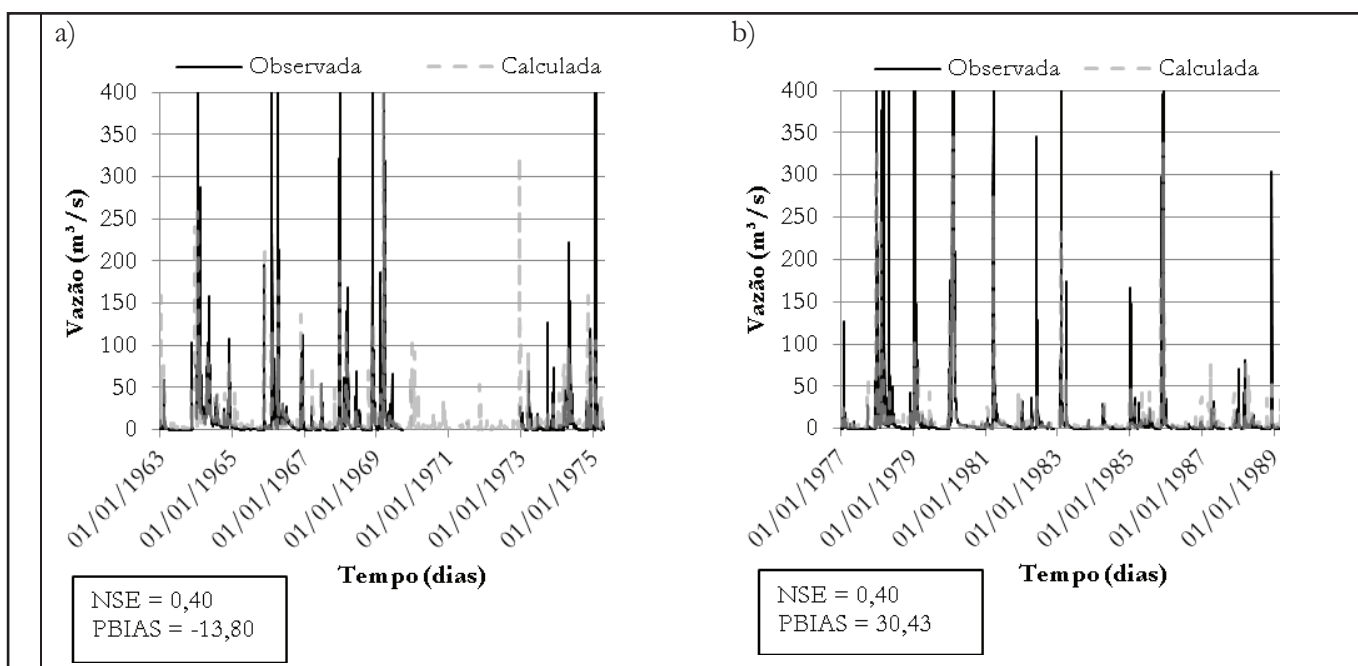 a)
Observada Calculada
400
350
300
250
200
150
100
50
0
Vazão (m³/s)
01/01/1963
01/01/1965
01/01/1967
01/01/1969
01/01/1971
01/01/1973
01/01/1975
Tempo (dias)
NSE = 0,40
PBIAS = -13,80
b)
Observada Calculada
400
350
300
250
200
150
100
50
0
Vazão (m³/s)
01/01/1977
01/01/1979
01/01/1981
01/01/1983
01/01/1985
01/01/1987
01/01/1989
Tempo (dias)
NSE = 0,40
PBIAS = 30,43